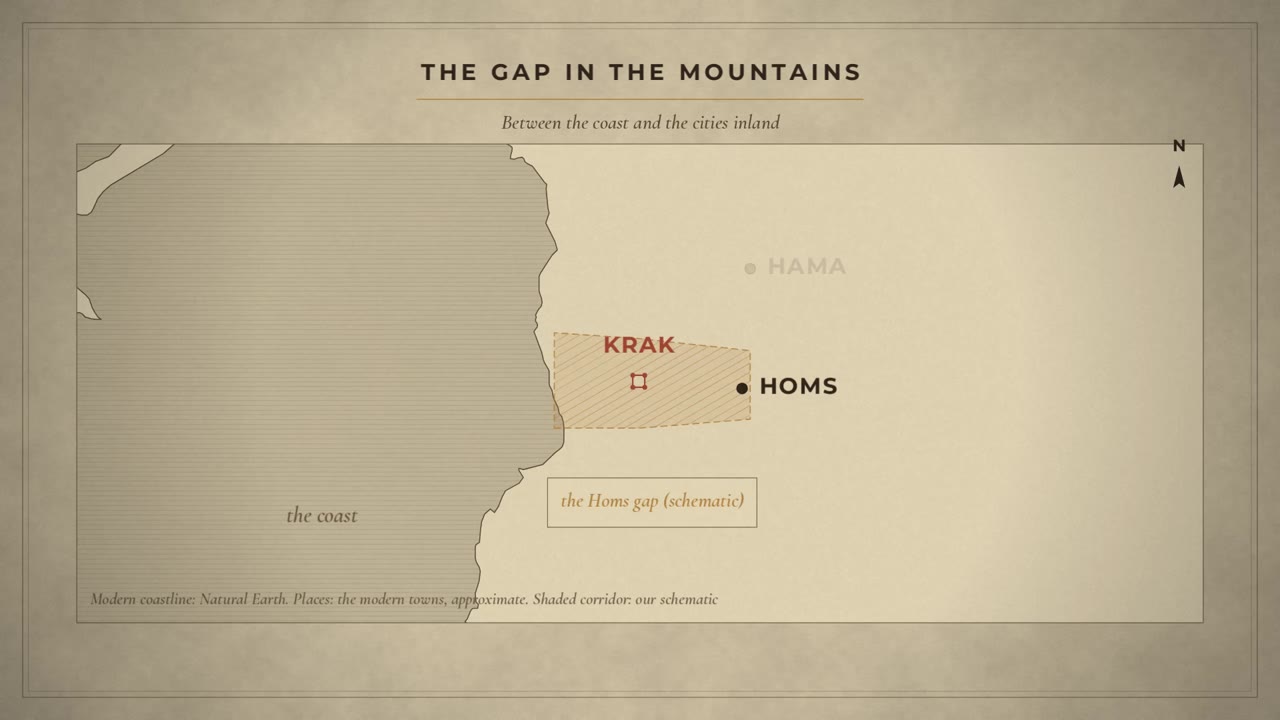 THE GAP IN THE MOUNTAINS
Between the coast and the cities inland
N
HAMA
KRAK
HOMS
the Homs gap (schematic)
the coast
Modern coastline: Natural Earth. Places: the modern towns, approximate. Shaded corridor: our schematic